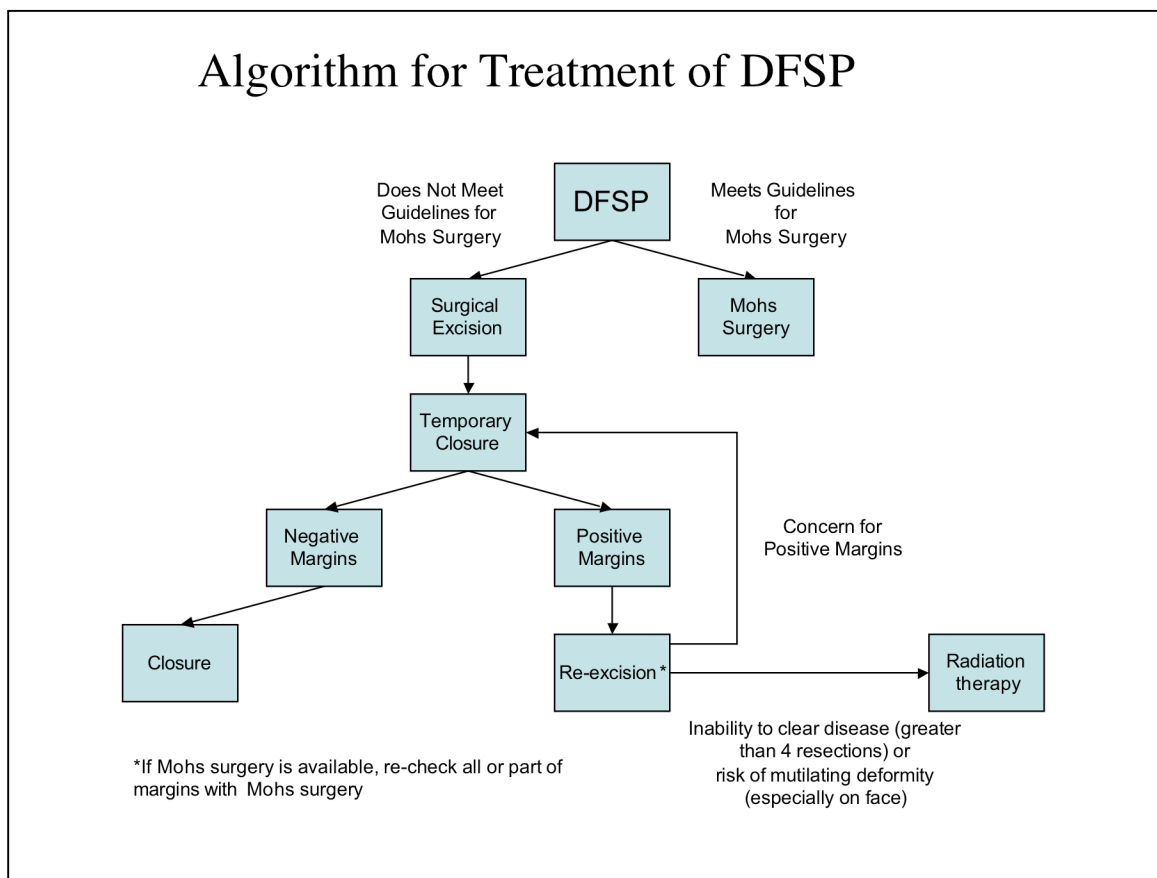 Algorithm for Treatment of DFSP
Does Not Meet
Guidelines for
Mohs Surgery
DFSP
Meets Guidelines
for
Mohs Surgery
Surgical
Excision
Mohs
Surgery
Temporary
Closure
Negative
Margins
Positive
Margins
Concern for
Positive Margins
Closure
Re-excision*
Radiation
therapy
Inability to clear disease (greater
than 4 resections) or
risk of mutilating deformity
(especially on face)
*If Mohs surgery is available, re-check all or part of
margins with Mohs surgery